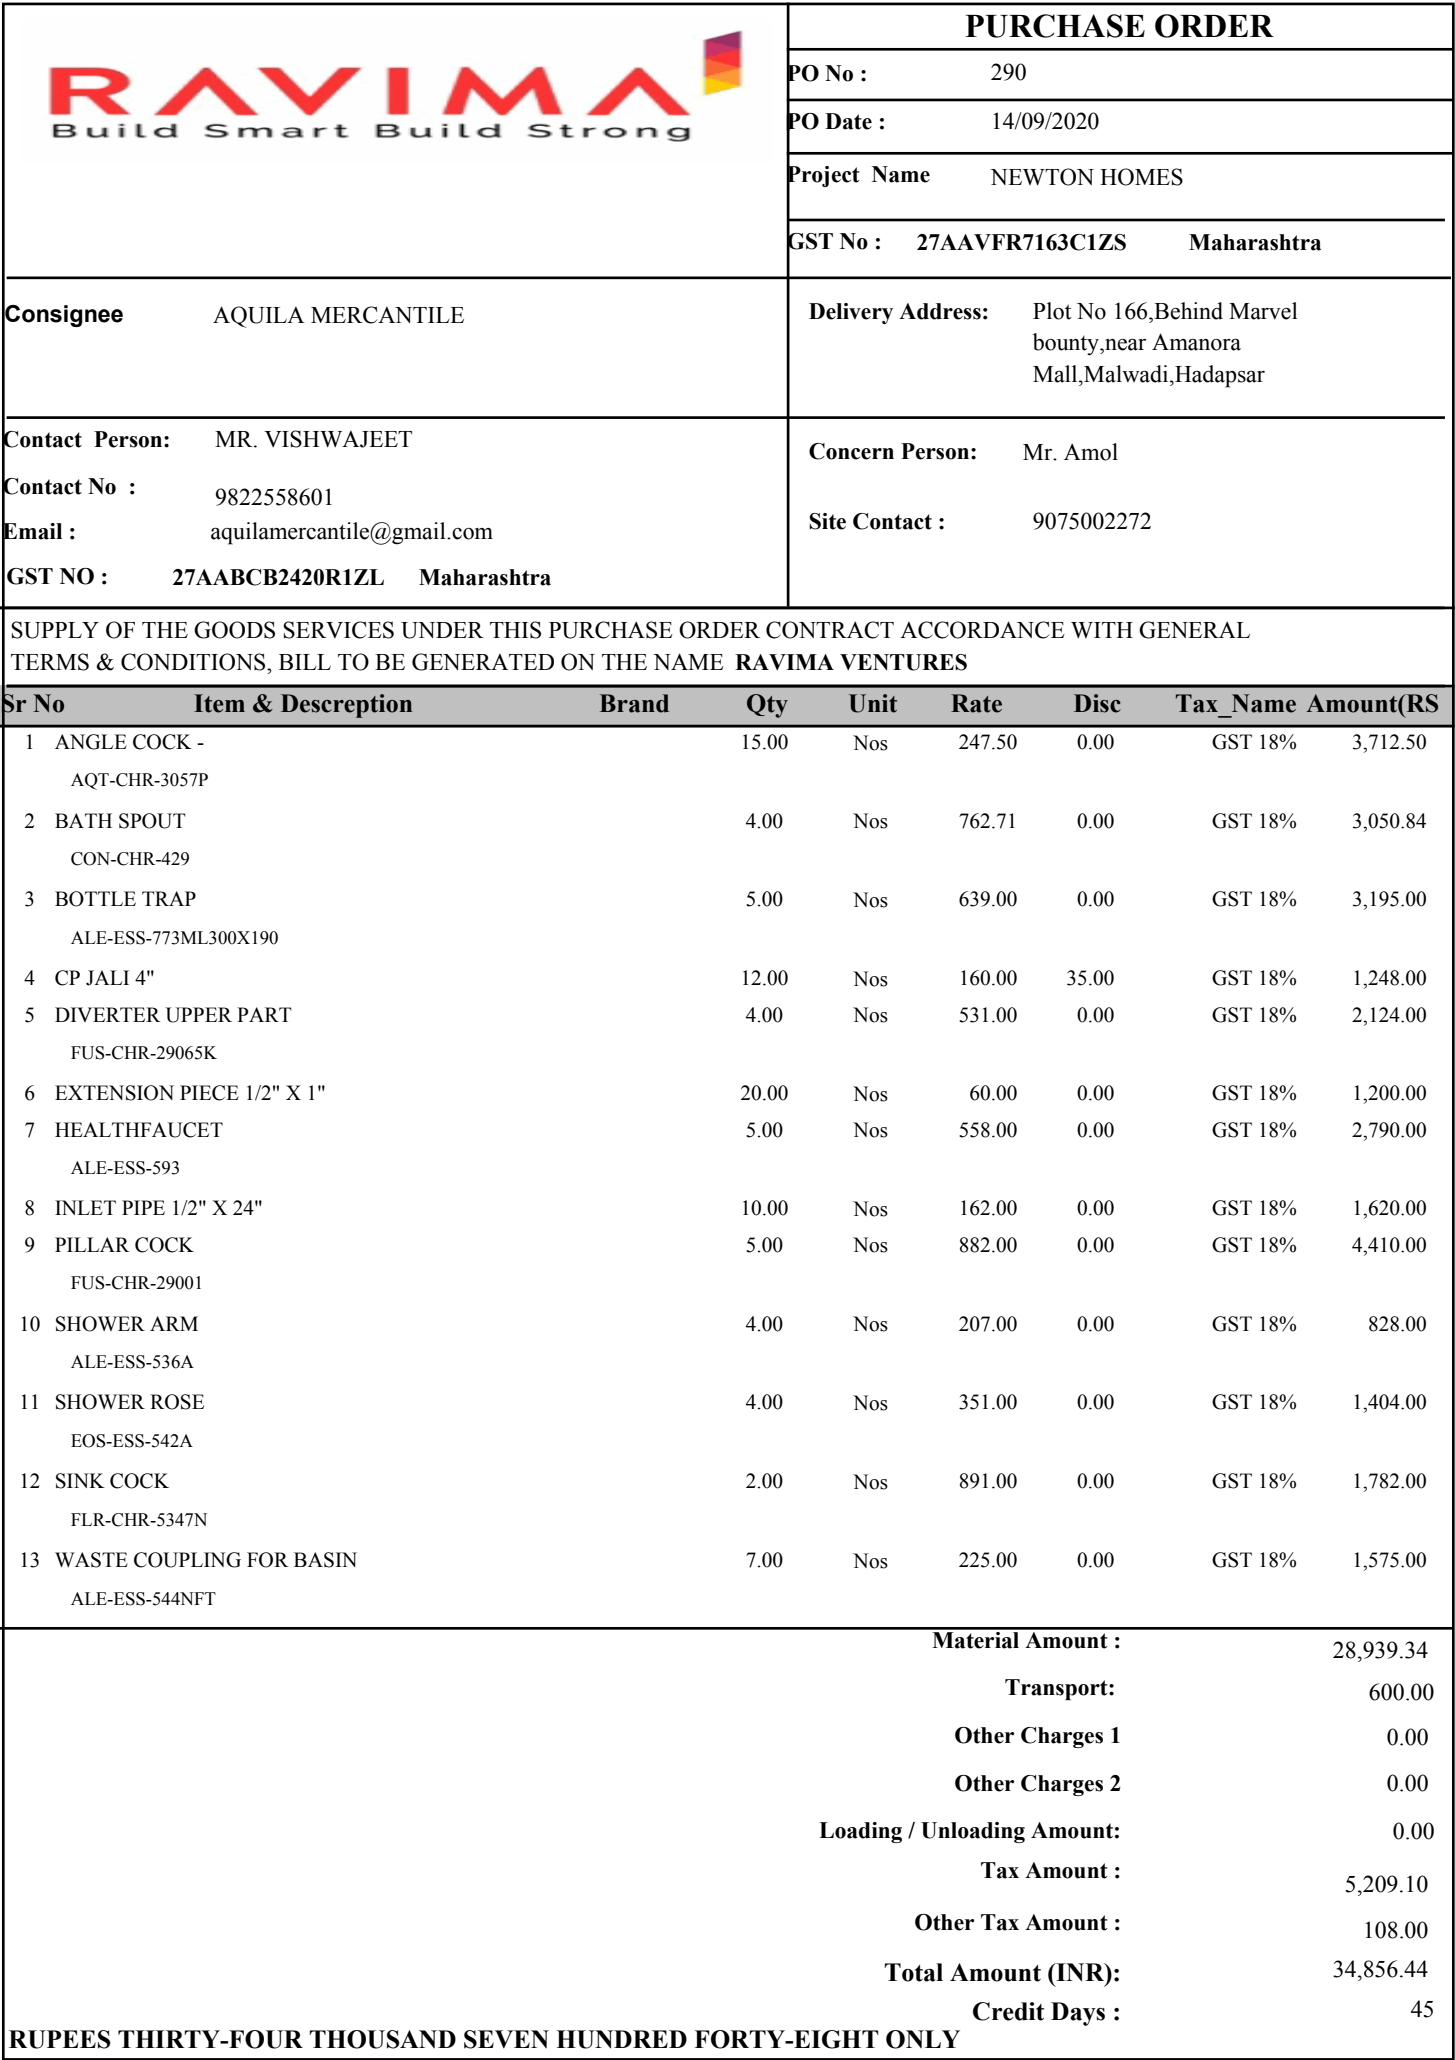 RAVIMA
Build Smart Build Strong
PURCHASE ORDER
PO No : 290
PO Date : 14/09/2020
Project Name NEWTON HOMES
GST No : 27AAVFR7163C1ZS Maharashtra
Consignee AQUILA MERCANTILE
Delivery Address: Plot No 166,Behind Marvel
bounty,near Amanora
Mall,Malwadi,Hadapsar
Contact Person: MR. VISHWAJEET
Contact No : 9822558601
Email : aquilamercantile@gmail.com
GST NO : 27AABCB2420R1ZL Maharashtra
Concern Person: Mr. Amol
Site Contact : 9075002272
SUPPLY OF THE GOODS SERVICES UNDER THIS PURCHASE ORDER CONTRACT ACCORDANCE WITH GENERAL
TERMS & CONDITIONS, BILL TO BE GENERATED ON THE NAME RAVIMA VENTURES
Sr No Item & Descreption Brand Qty Unit Rate Disc Tax_Name Amount(RS
1 ANGLE COCK - 15.00 Nos 247.50 0.00 GST 18% 3,712.50
AQT-CHR-3057P
2 BATH SPOUT 4.00 Nos 762.71 0.00 GST 18% 3,050.84
CON-CHR-429
3 BOTTLE TRAP 5.00 Nos 639.00 0.00 GST 18% 3,195.00
ALE-ESS-773ML300X190
4 CP JALI 4" 12.00 Nos 160.00 35.00 GST 18% 1,248.00
5 DIVERTER UPPER PART 4.00 Nos 531.00 0.00 GST 18% 2,124.00
FUS-CHR-29065K
6 EXTENSION PIECE 1/2" X 1" 20.00 Nos 60.00 0.00 GST 18% 1,200.00
7 HEALTHFAUCET 5.00 Nos 558.00 0.00 GST 18% 2,790.00
ALE-ESS-593
8 INLET PIPE 1/2" X 24" 10.00 Nos 162.00 0.00 GST 18% 1,620.00
9 PILLAR COCK 5.00 Nos 882.00 0.00 GST 18% 4,410.00
FUS-CHR-29001
10 SHOWER ARM 4.00 Nos 207.00 0.00 GST 18% 828.00
ALE-ESS-536A
11 SHOWER ROSE 4.00 Nos 351.00 0.00 GST 18% 1,404.00
EOS-ESS-542A
12 SINK COCK 2.00 Nos 891.00 0.00 GST 18% 1,782.00
FLR-CHR-5347N
13 WASTE COUPLING FOR BASIN 7.00 Nos 225.00 0.00 GST 18% 1,575.00
ALE-ESS-544NFT
Material Amount : 28,939.34
Transport: 600.00
Other Charges 1 0.00
Other Charges 2 0.00
Loading / Unloading Amount: 0.00
Tax Amount : 5,209.10
Other Tax Amount : 108.00
Total Amount (INR): 34,856.44
Credit Days : 45
RUPEES THIRTY-FOUR THOUSAND SEVEN HUNDRED FORTY-EIGHT ONLY